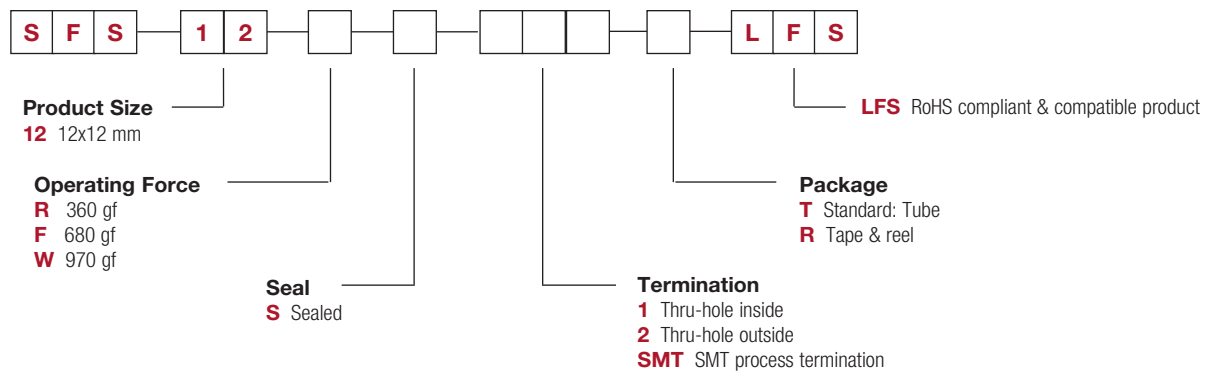 S F S 1 2 L F S
Product Size
12 12x12 mm
LFS RoHS compliant & compatible product
Operating Force
R 360 gf
F 680 gf
W 970 gf
Package
T Standard: Tube
R Tape & reel
Seal
S Sealed
Termination
1 Thru-hole inside
2 Thru-hole outside
SMT SMT process termination